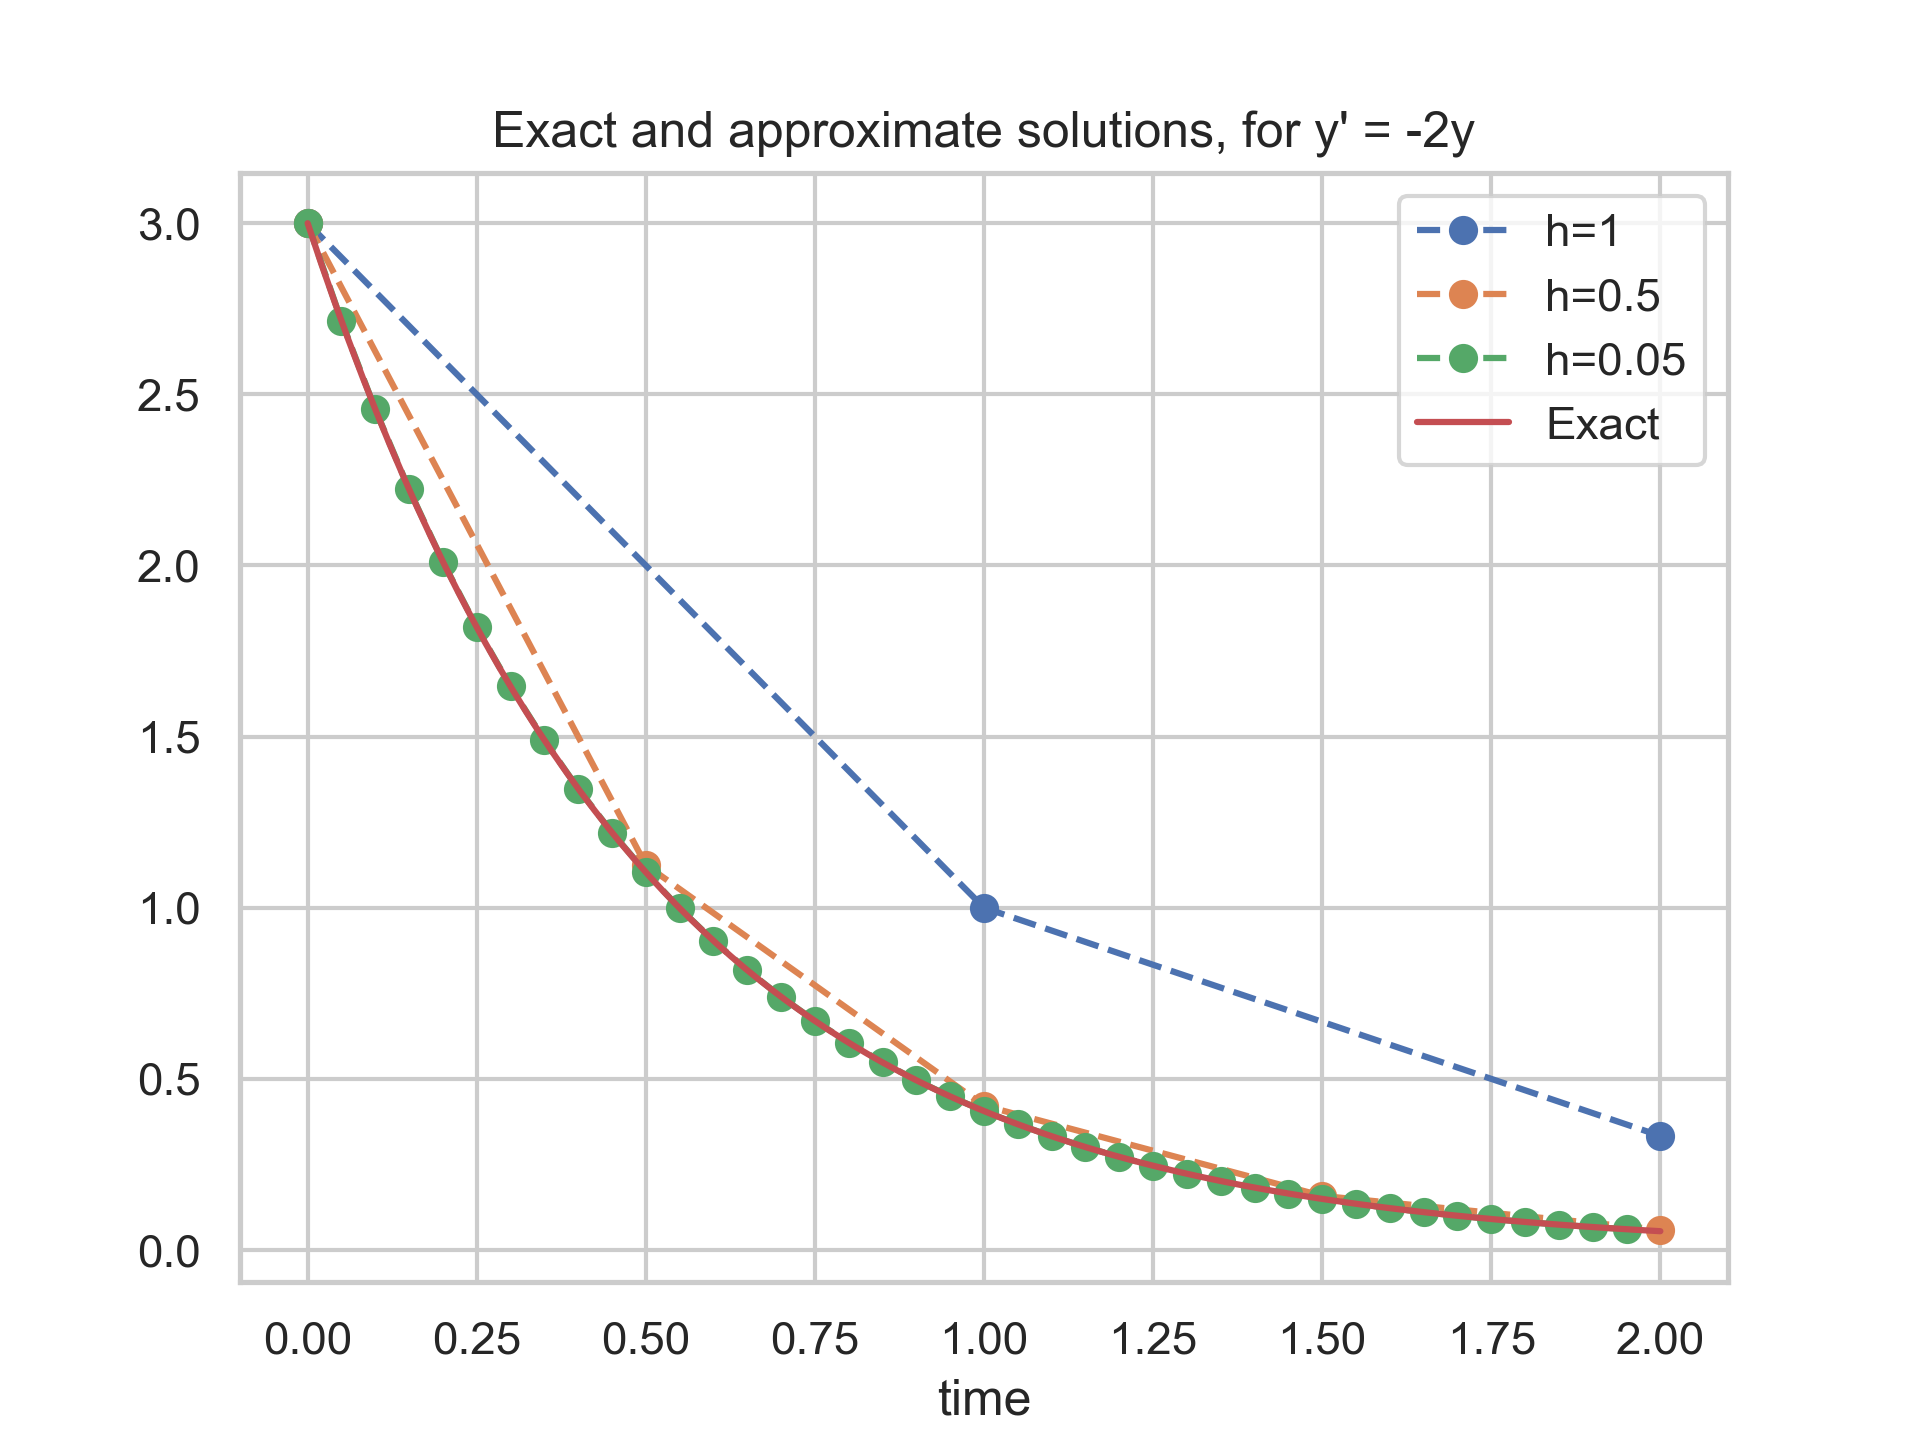 Exact and approximate solutions, for y' = -2y
h=1
h=0.5
h=0.05
Exact
3.0
2.5
2.0
1.5
1.0
0.5
0.0
0.00 0.25 0.50 0.75 1.00 1.25 1.50 1.75 2.00
time